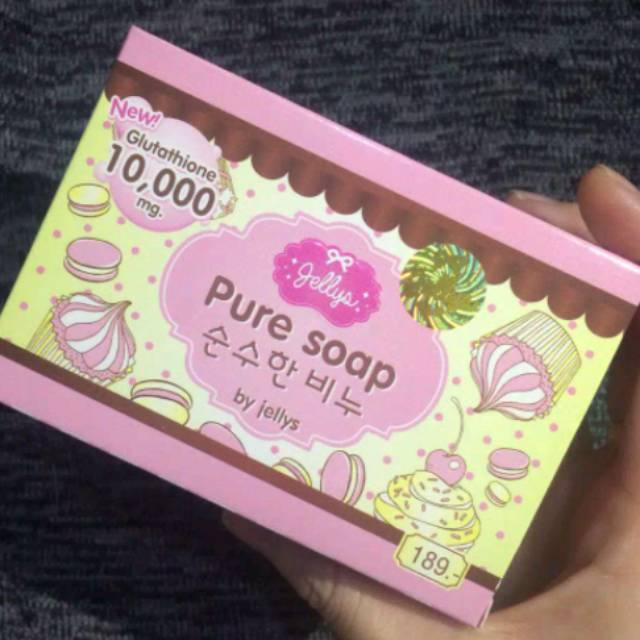 New!
Glutathione
10,000
mg.
Jellys
Pure soap
순수한 비누
by jellys
189.-